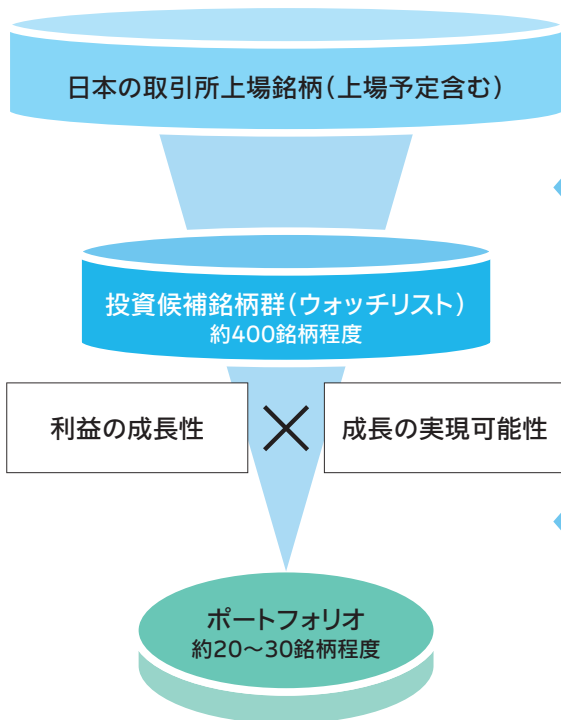 日本の取引所上場銘柄(上場予定含む)
投資候補銘柄群(ウォッチリスト)
約400銘柄程度
利益の成長性
×
成長の実現可能性
ポートフォリオ
約20～30銘柄程度